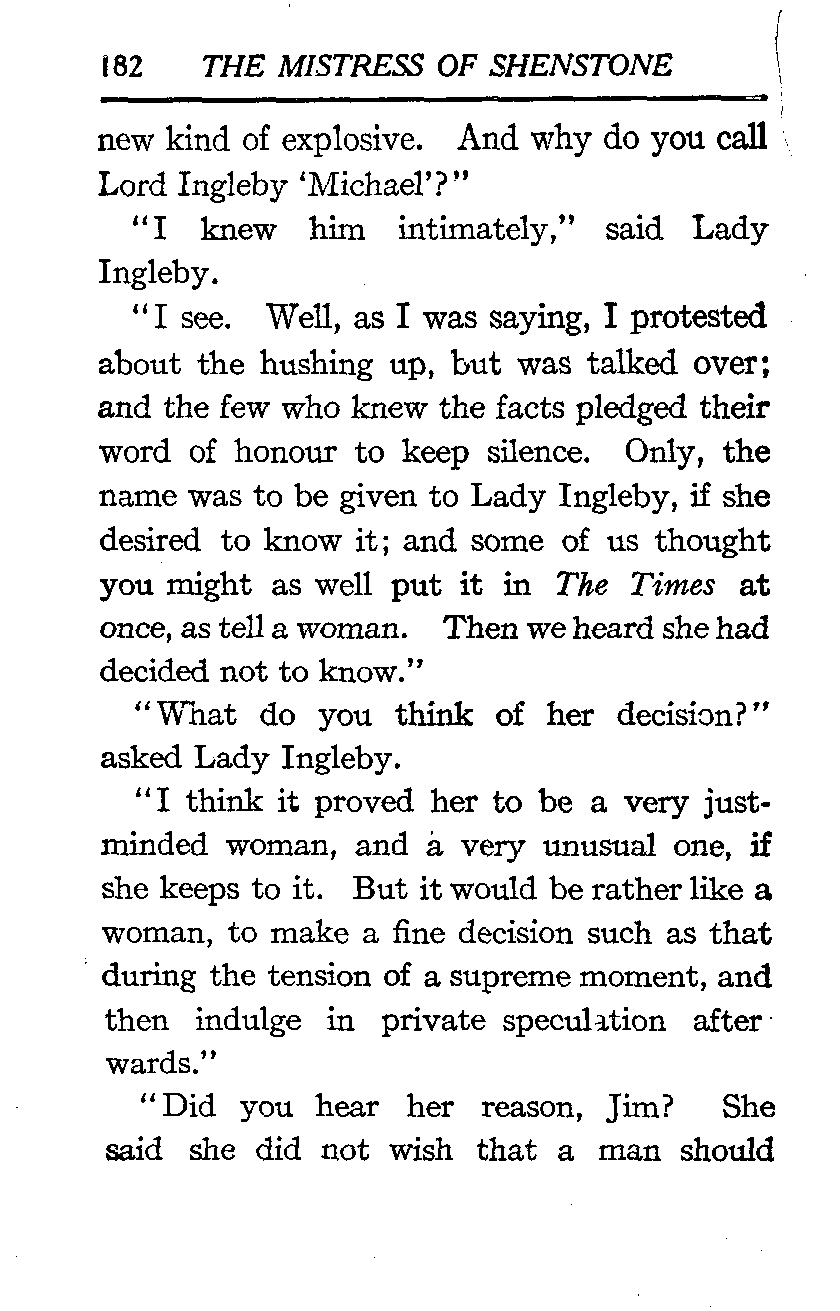 182 THE MISTRESS OF SHENSTONE
new kind of explosive. And why do you call
Lord Ingleby ‘Michael’?”
“I knew him intimately,” said Lady
Ingleby.
“I see. Well, as I was saying, I protested
about the hushing up, but was talked over;
and the few who knew the facts pledged their
word of honour to keep silence. Only, the
name was to be given to Lady Ingleby, if she
desired to know it; and some of us thought
you might as well put it in The Times at
once, as tell a woman. Then we heard she had
decided not to know.”
“What do you think of her decision?”
asked Lady Ingleby.
“I think it proved her to be a very just-
minded woman, and a very unusual one, if
she keeps to it. But it would be rather like a
woman, to make a fine decision such as that
during the tension of a supreme moment, and
then indulge in private speculation after-
wards.”
“Did you hear her reason, Jim? She
said she did not wish that a man should